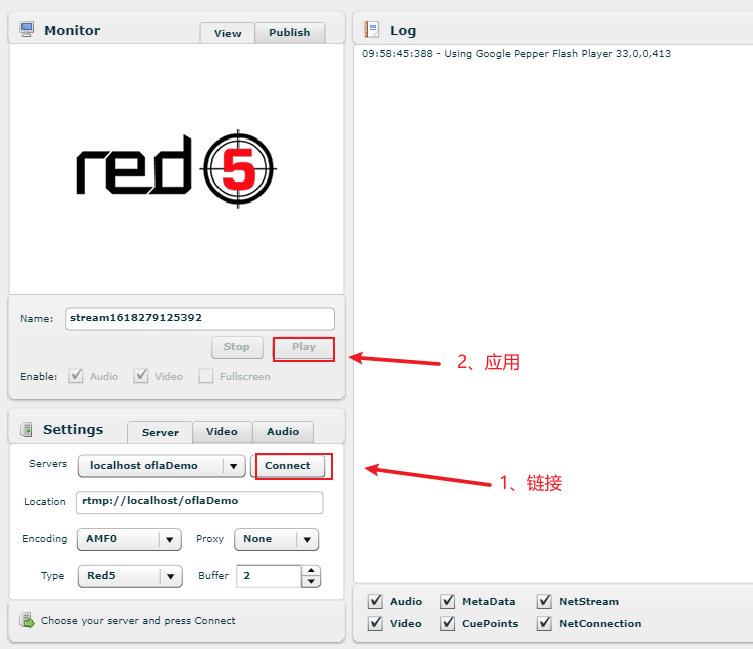 Monitor
View
Publish
red5
Name:
stream1618279125392
Stop
Play
Enable:
Audio
Video
Fullscreen
2、应用
Settings
Server
Video
Audio
Servers
localhost oflaDemo
Connect
1、链接
Location
rtmp://localhost/oflaDemo
Encoding
AMF0
Proxy
None
Type
Red5
Buffer
2
Choose your server and press Connect
Log
09:58:45:388 - Using Google Pepper Flash Player 33,0,0,413
Audio
MetaData
NetStream
Video
CuePoints
NetConnection